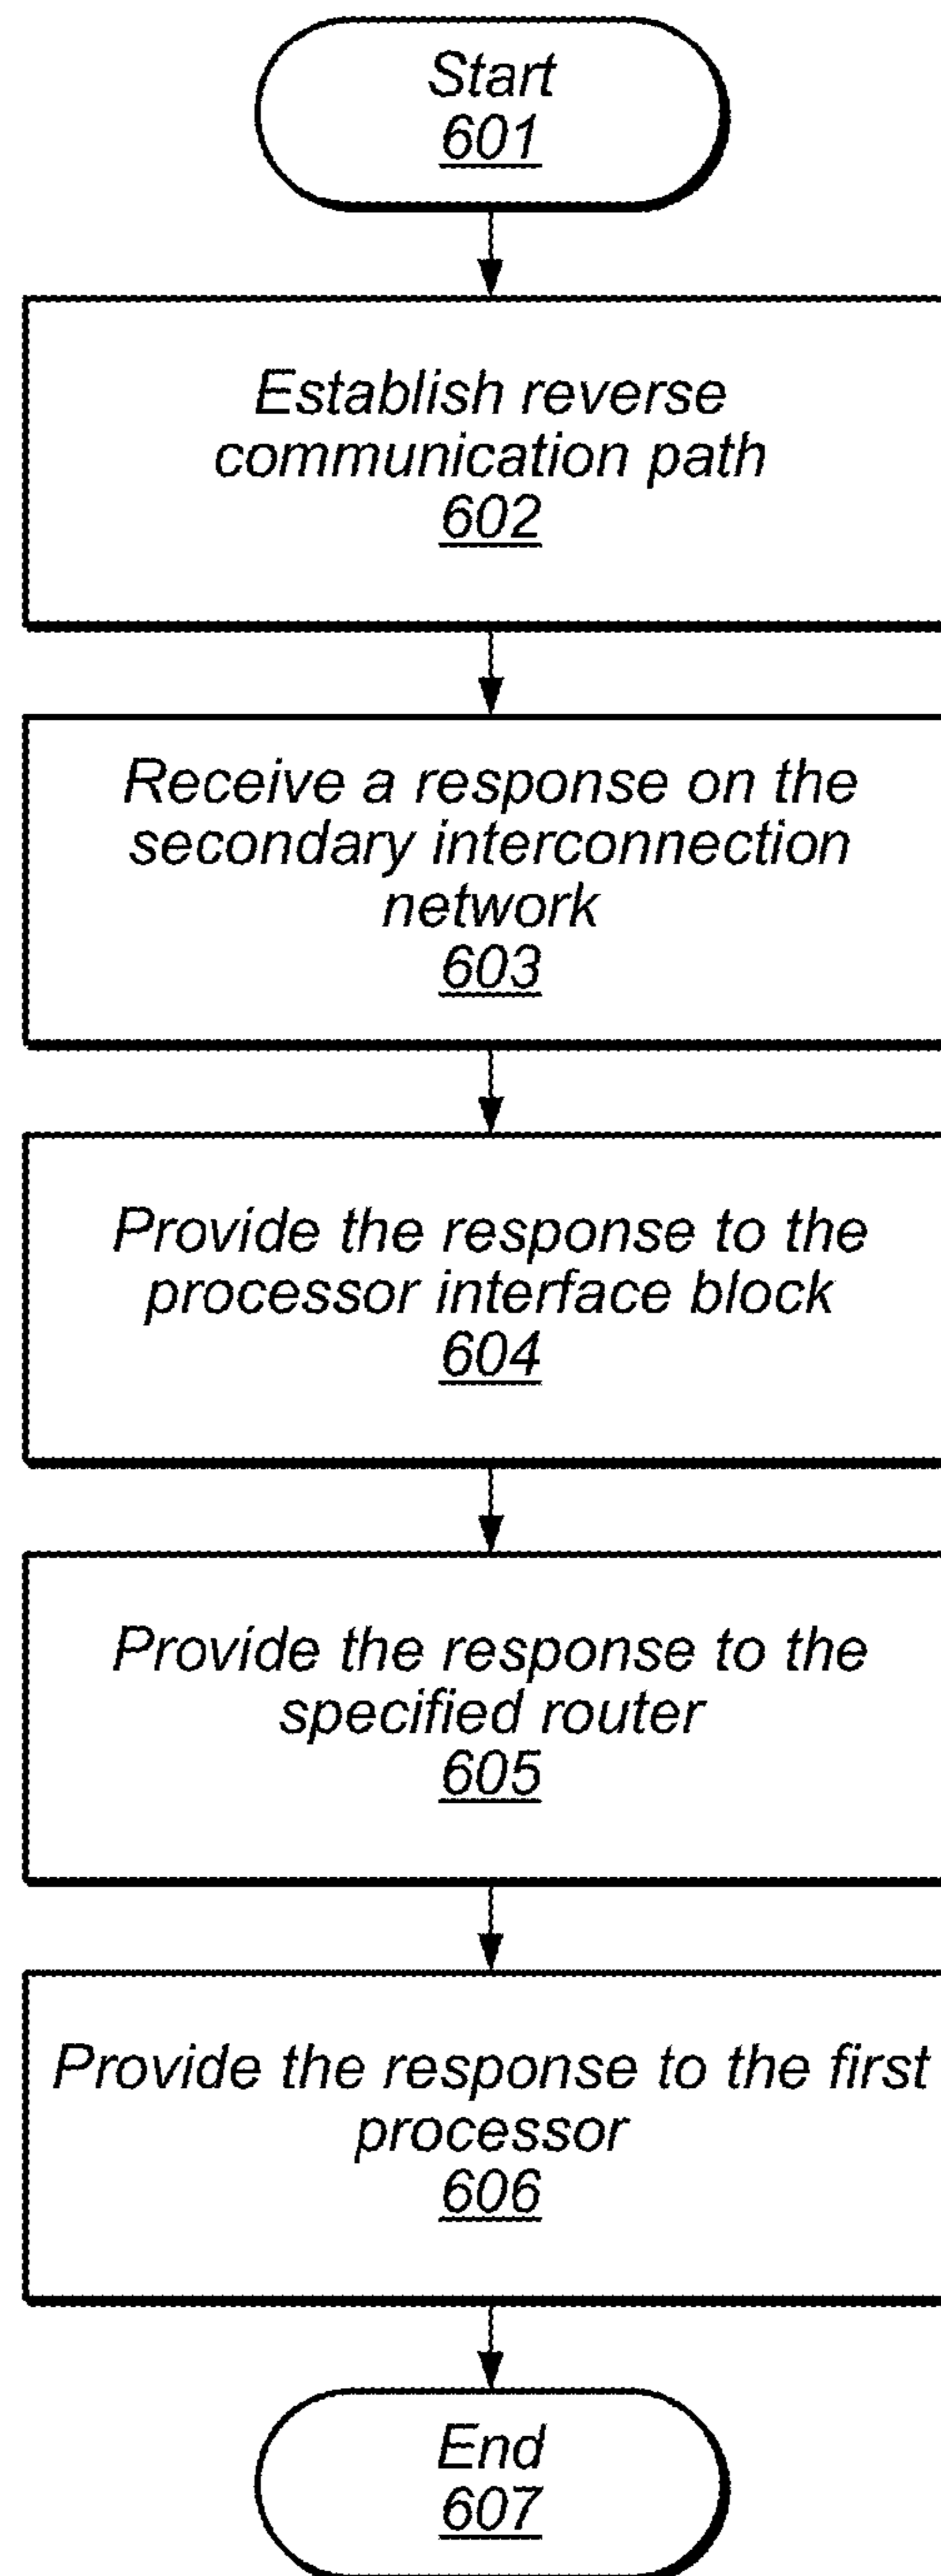 Start
601
Establish reverse
communication path
602
Receive a response on the
secondary interconnection
network
603
Provide the response to the
processor interface block
604
Provide the response to the
specified router
605
Provide the response to the first
processor
606
End
607